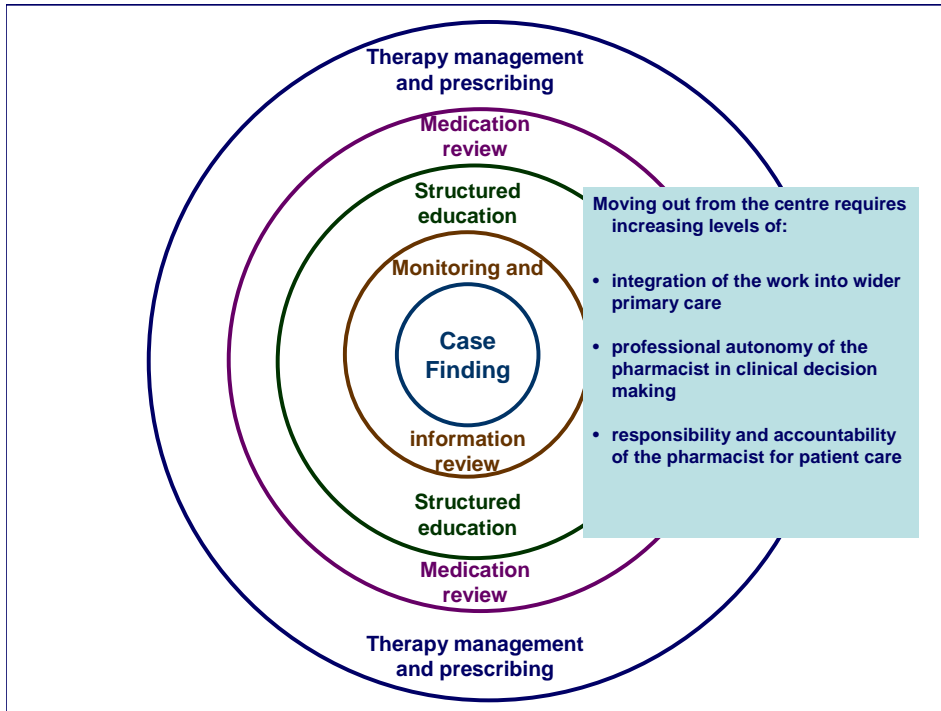 Therapy management
and prescribing
Medication
review
Structured
education
Monitoring and
Case
Finding
information
review
Structured
education
Medication
review
Therapy management
and prescribing
Moving out from the centre requires
increasing levels of:
• integration of the work into wider
primary care
• professional autonomy of the
pharmacist in clinical decision
making
• responsibility and accountability
of the pharmacist for patient care